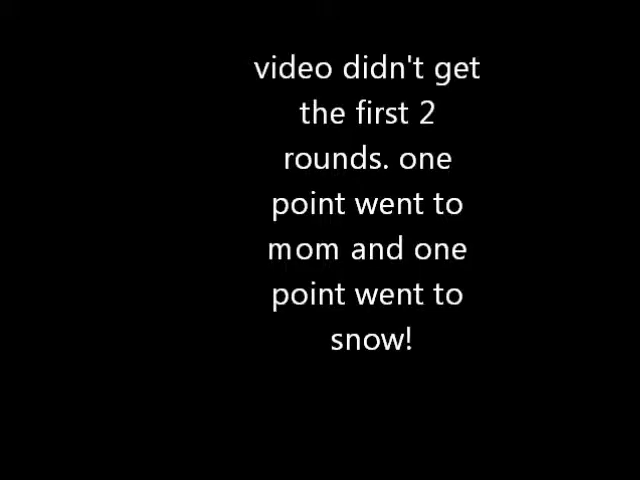 video didn't get
the first 2
rounds. one
point went to
mom and one
point went to
snow!